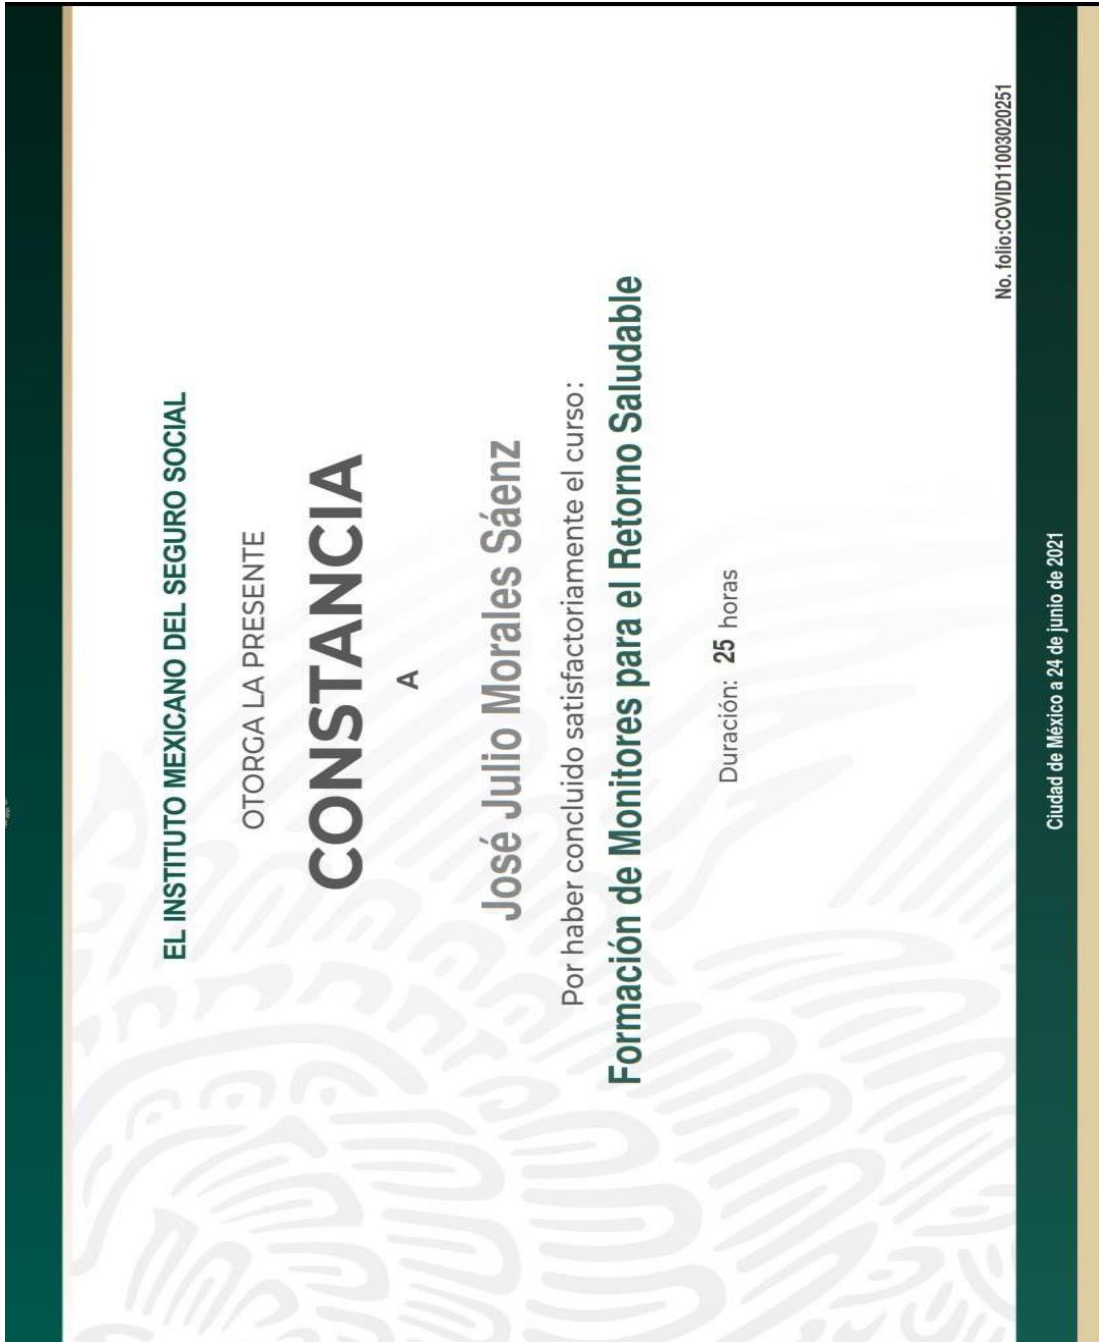 EL INSTITUTO MEXICANO DEL SEGURO SOCIAL
OTORGA LA PRESENTE
CONSTANCIA
A
José Julio Morales Sáenz
Por haber concluido satisfactoriamente el curso:
Formación de Monitores para el Retorno Saludable
Duración: 25 horas
No. folio:COVID11003020251
Ciudad de México a 24 de junio de 2021